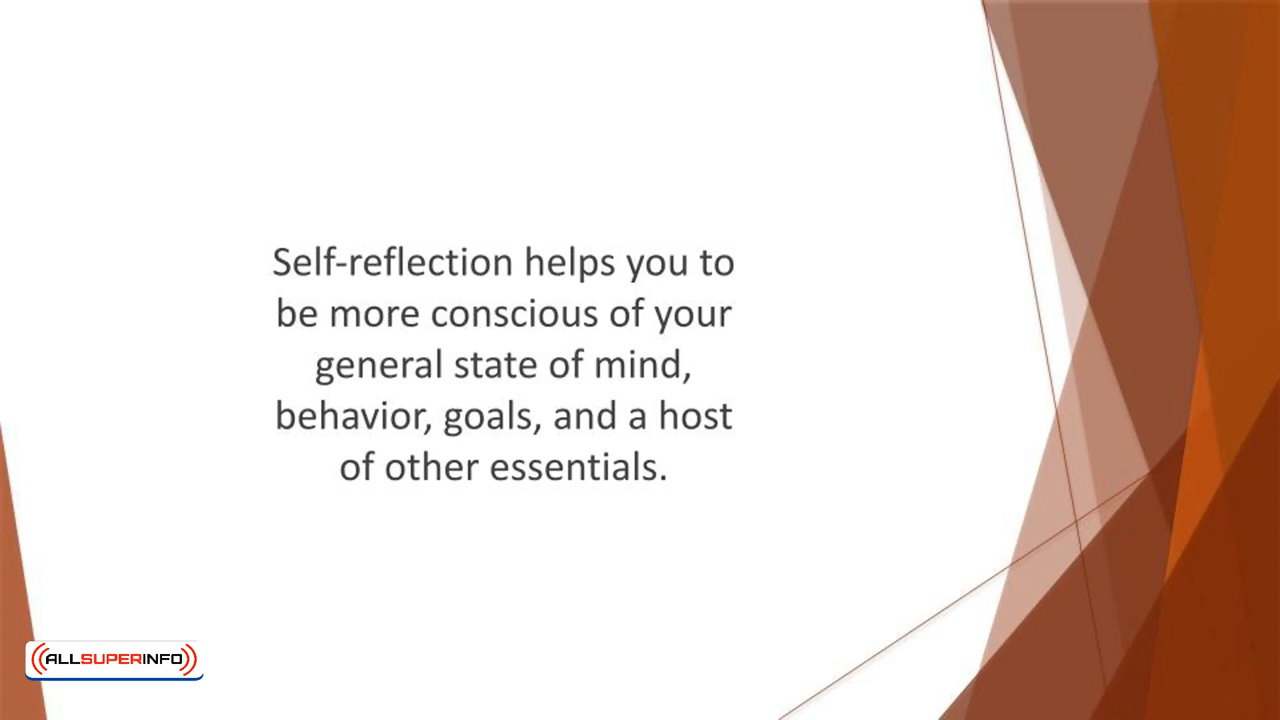 Self-reflection helps you to
be more conscious of your
general state of mind,
behavior, goals, and a host
of other essentials.
ALLSUPERINFO